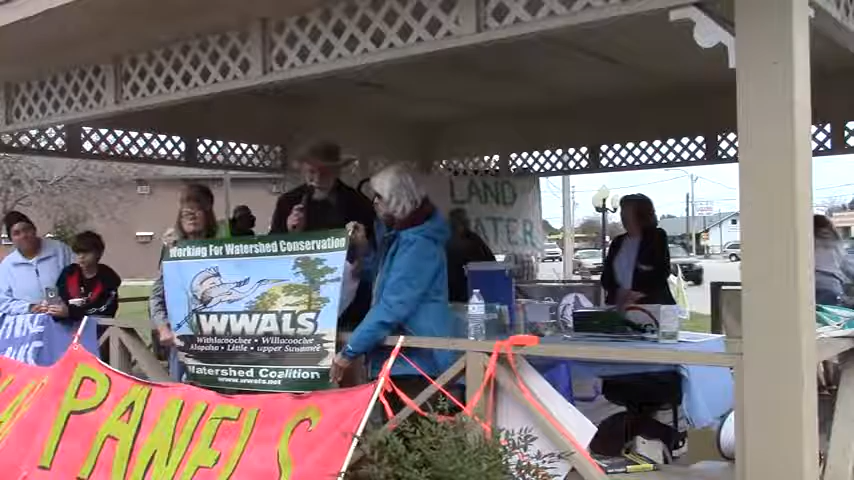 LAND
WATER
Working For Watershed Conservation
WWALS
Withlacoochee • Willacoochee
Alapaha • Little • upper Suwannee
Watershed Coalition
www.wwals.net
PANELS